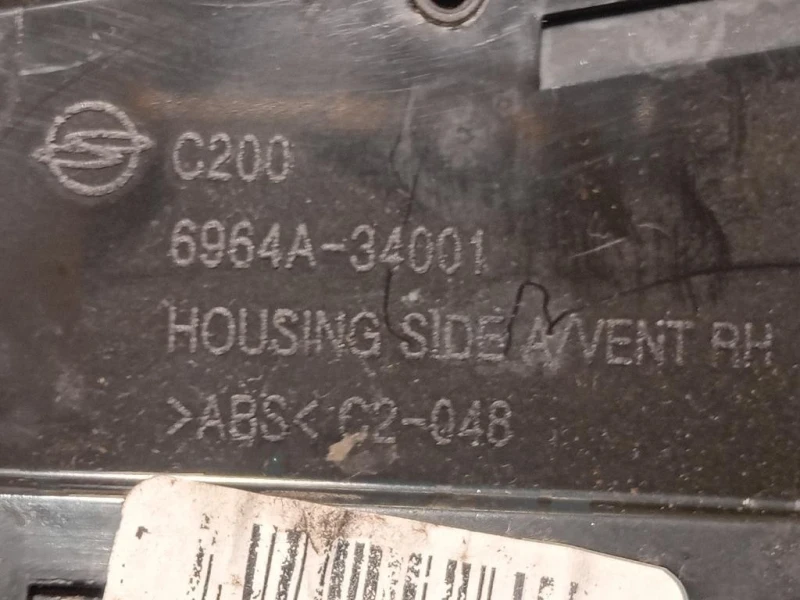 C200
6964A-34001
HOUSING SIDE A/VENT RH
>ABS< C2-048